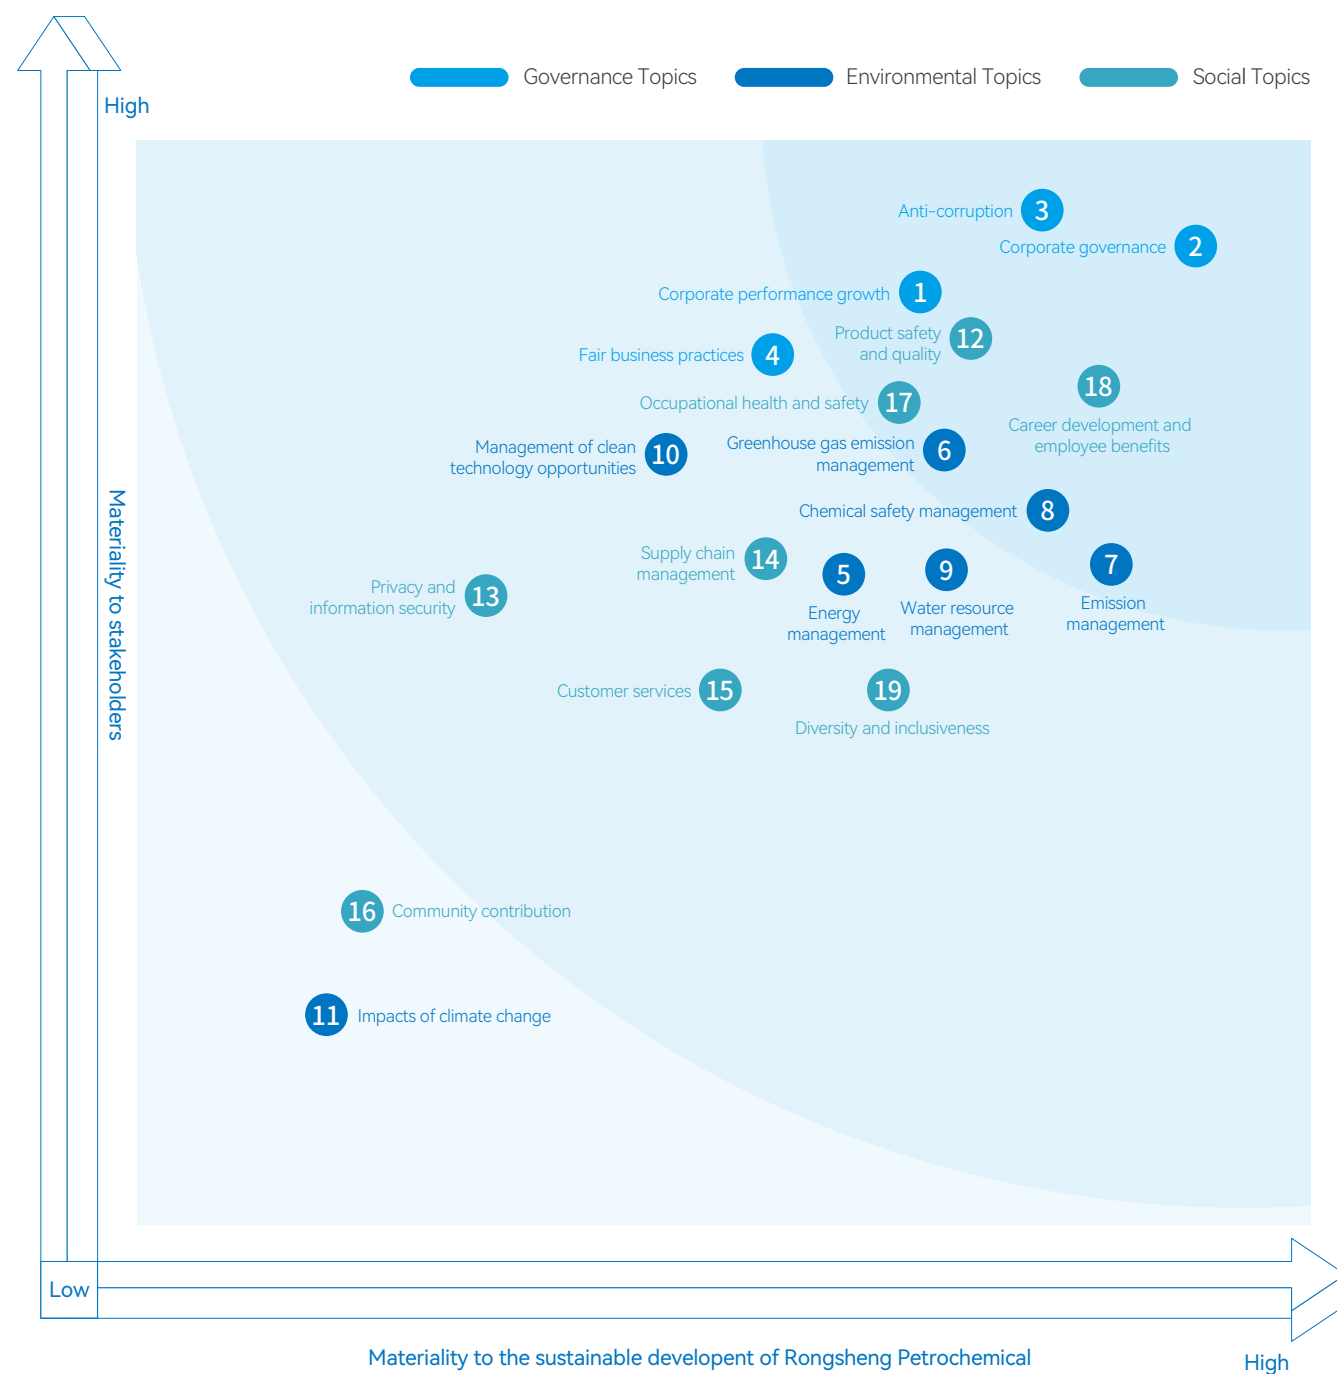 Governance Topics
Environmental Topics
Social Topics
High
Anti-corruption
3
Corporate governance
2
Corporate performance growth
1
Product safety
and quality
12
Fair business practices
4
18
Career development and
employee benefits
Occupational health and safety
17
Management of clean
technology opportunities
10
Greenhouse gas emission
management
6
Chemical safety management
8
Materiality to stakeholders
Supply chain
management
14
5
Energy
management
9
Water resource
management
7
Emission
management
Privacy and
information security
13
Customer services
15
19
Diversity and inclusiveness
16
Community contribution
11
Impacts of climate change
Low
Materiality to the sustainable developent of Rongsheng Petrochemical
High